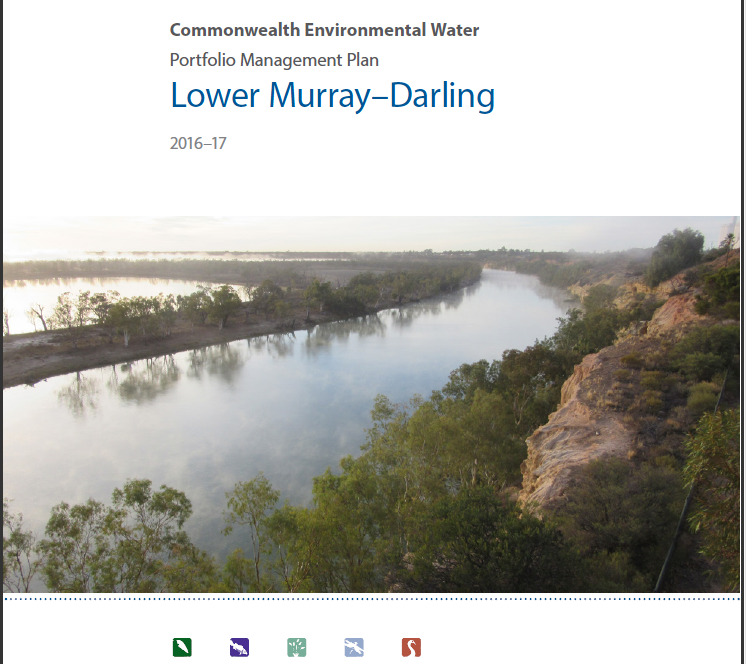 Commonwealth Environmental Water
Portfolio Management Plan
Lower Murray–Darling
2016–17